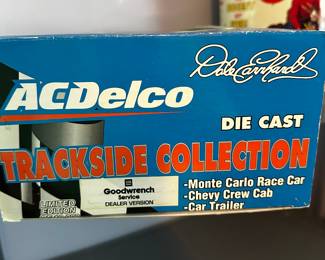 Dale Earnhardt
ACDelco
DIE CAST
TRACKSIDE COLLECTION
GM
Goodwrench
Service
DEALER VERSION
LIMITED
EDITION
-Monte Carlo Race Car
-Chevy Crew Cab
-Car Trailer